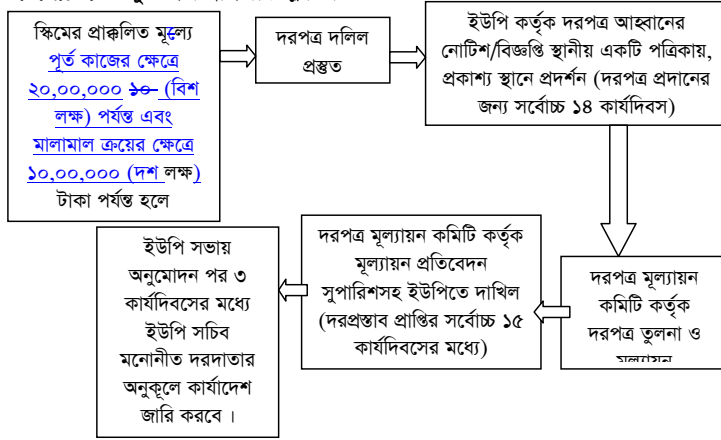 স্কিমের প্রাক্কলিত মূল্যে
পূর্ত কাজের ক্ষেত্রে
২০,০০,০০০ ১০ (বিশ
লক্ষ) পর্যন্ত এবং
মালামাল ক্রয়ের ক্ষেত্রে
১০,০০,০০০ (দশ লক্ষ)
টাকা পর্যন্ত হলে
দরপত্র দলিল
প্রস্তুত
ইউপি কর্তৃক দরপত্র আহ্বানের
নোটিশ/বিজ্ঞপ্তি স্থানীয় একটি পত্রিকায়,
প্রকাশ্য স্থানে প্রদর্শন (দরপত্র প্রদানের
জন্য সর্বোচ্চ ১৪ কার্যদিবস)
দরপত্র মূল্যায়ন
কমিটি কর্তৃক
দরপত্র তুলনা ও
মূল্যায়ন
দরপত্র মূল্যায়ন কমিটি কর্তৃক
মূল্যায়ন প্রতিবেদন
সুপারিশসহ ইউপিতে দাখিল
(দরপ্রস্তাব প্রাপ্তির সর্বোচ্চ ১৫
কার্যদিবসের মধ্যে)
ইউপি সভায়
অনুমোদন পর ৩
কার্যদিবসের মধ্যে
ইউপি সচিব
মনোনীত দরদাতার
অনুকূলে কার্যাদেশ
জারি করবে ।